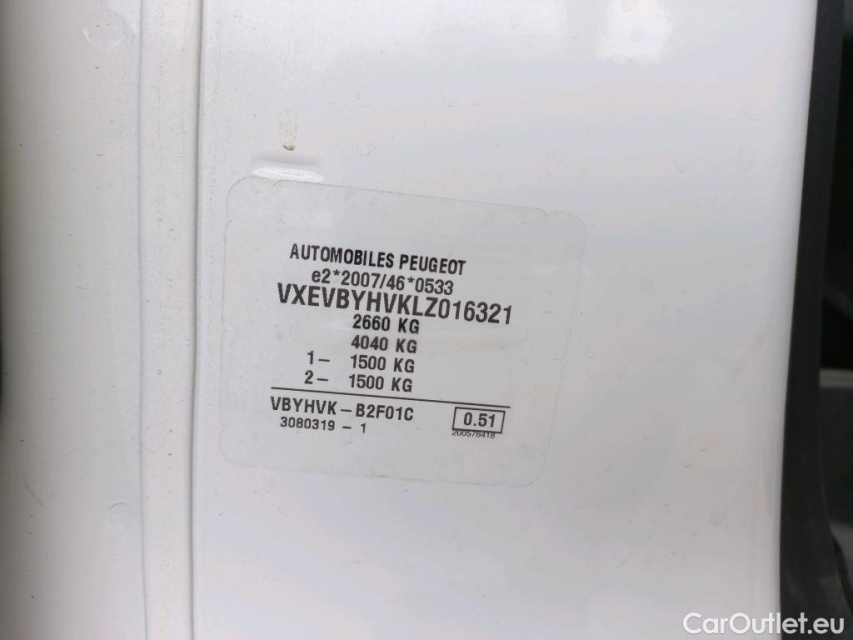 AUTOMOBILES PEUGEOT
e2*2007/46*0533
VXEVBYHVKLZ016321
2660 KG
4040 KG
1- 1500 KG
2- 1500 KG
VBYHVK-B2F01C
0.51
3080319-1
200576418
CarOutlet.eu